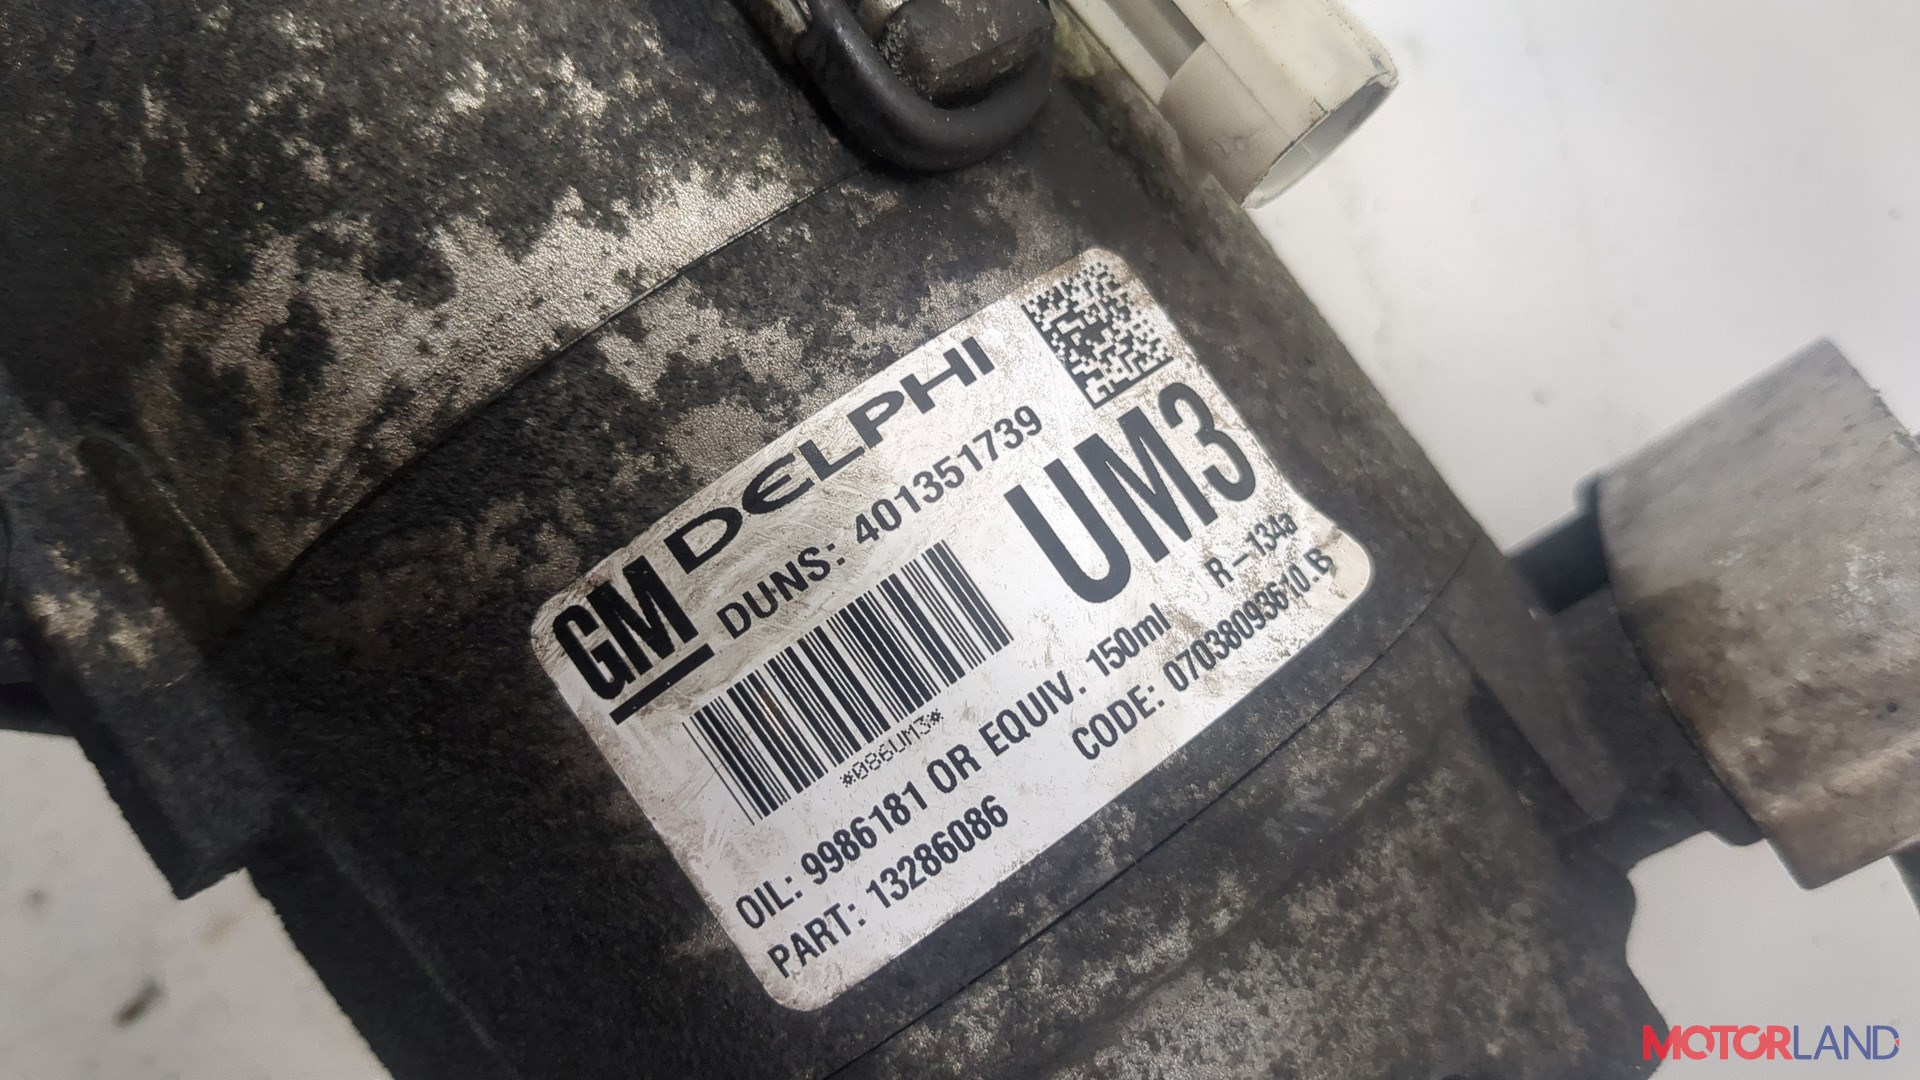 GM DELPHI
DUNS: 401351739
UM3
*086UM3*
R-134a
OIL: 9986181 OR EQUIV. 150ml
PART: 13286086
CODE: 07038093610.B
MOTORLAND